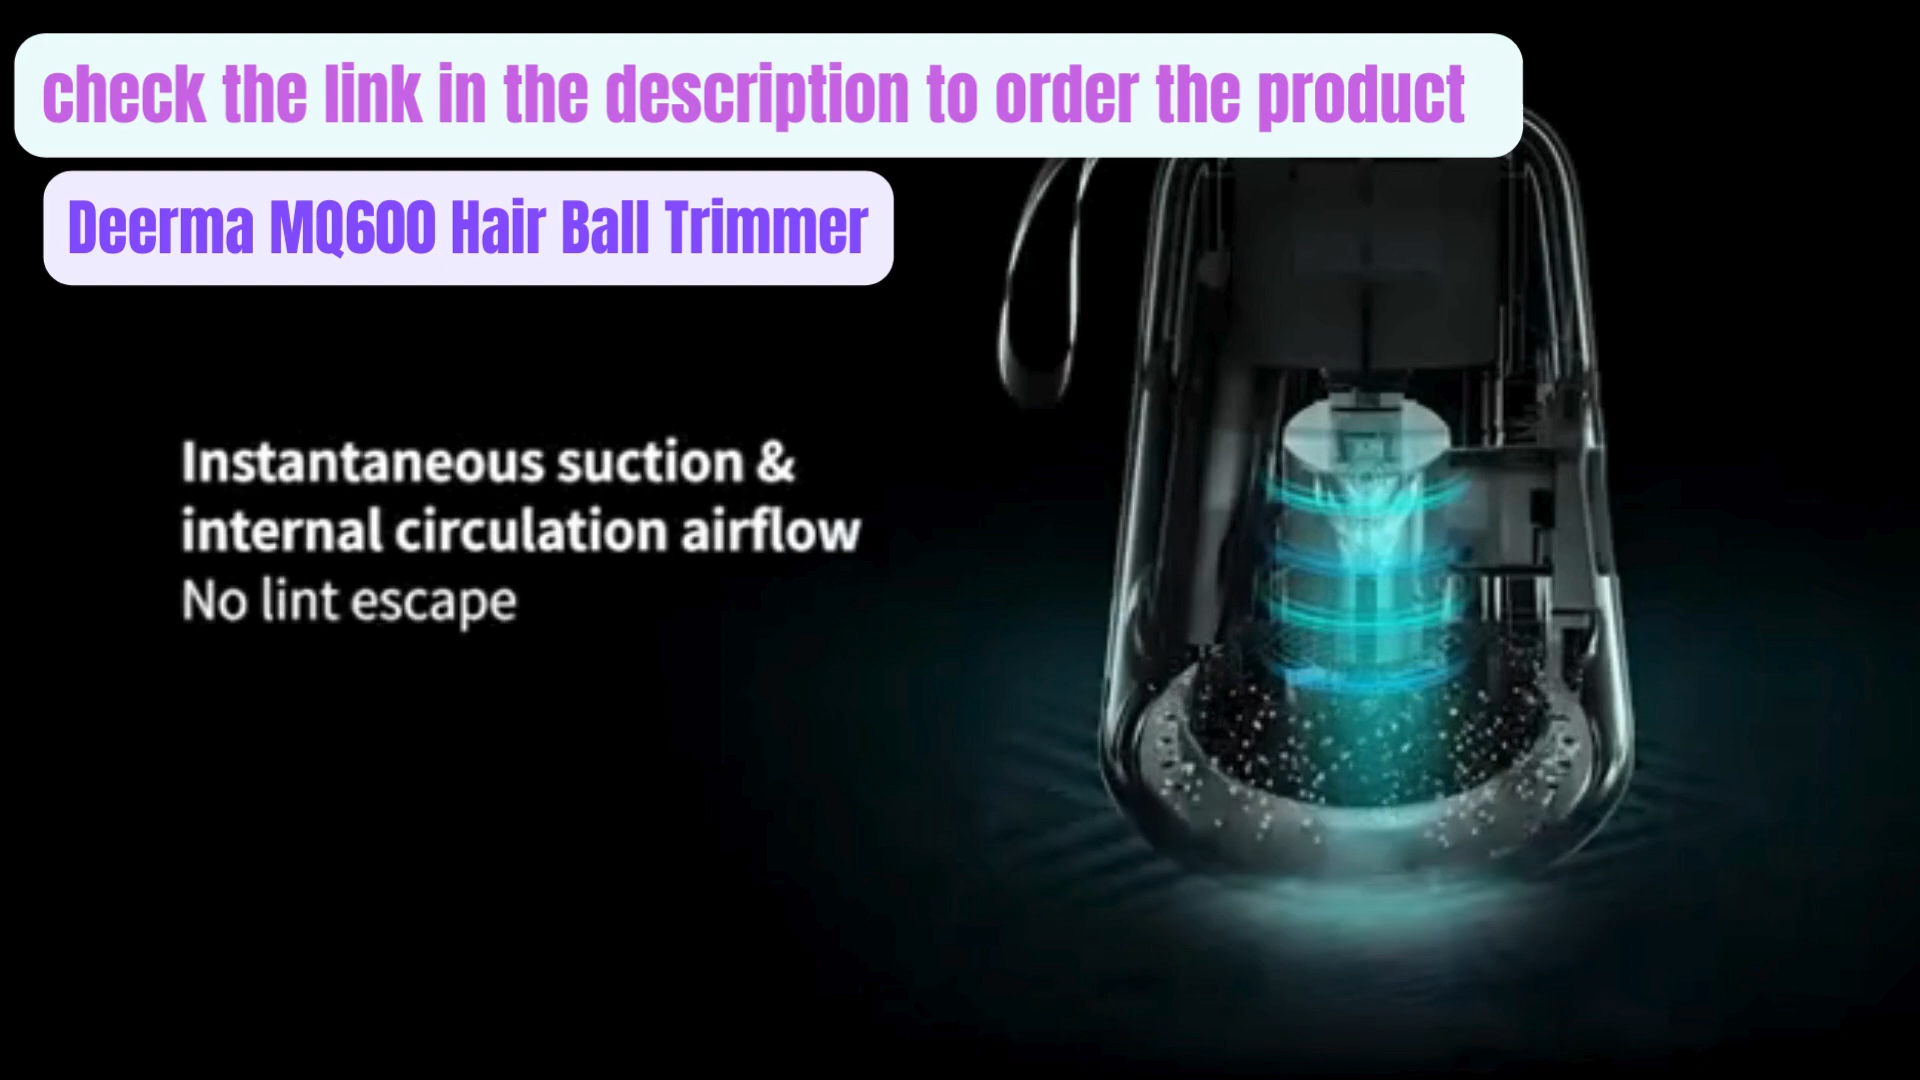 check the link in the description to order the product
Deerma MQ600 Hair Ball Trimmer
Instantaneous suction &
internal circulation airflow
No lint escape